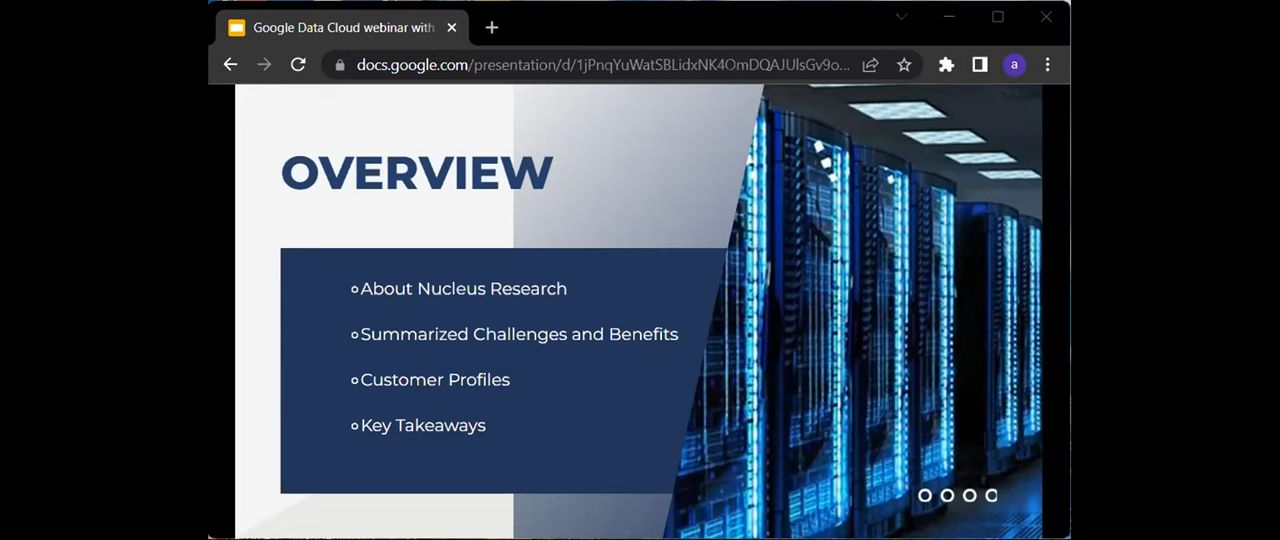 Google Data Cloud webinar with
docs.google.com/presentation/d/1jPnqYuWatSBLidxNK4OmDQAJUlsGv9o...
a
OVERVIEW
About Nucleus Research
Summarized Challenges and Benefits
Customer Profiles
Key Takeaways